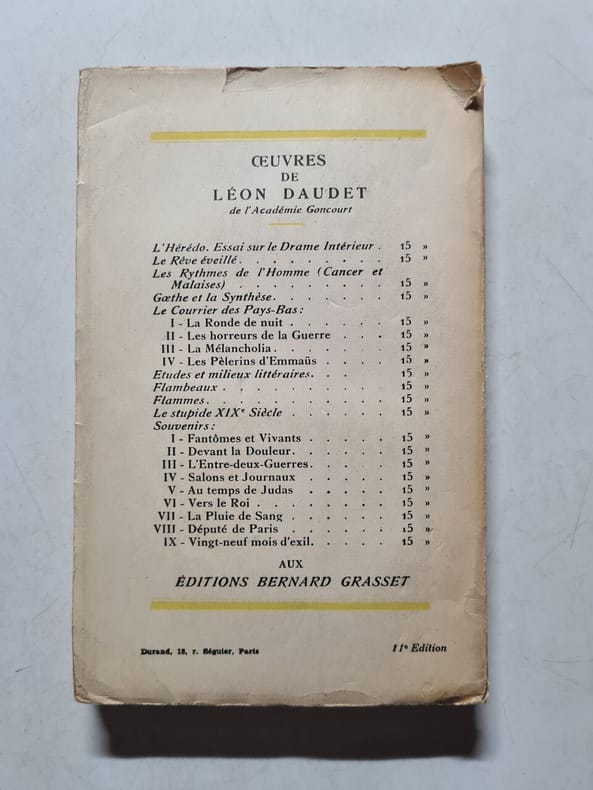 ŒUVRES
DE
LÉON DAUDET
de l'Académie Goncourt
L'Hérédo. Essai sur le Drame Intérieur . 15 »
Le Rêve éveillé . . . . . . . . . 15 »
Les Rythmes de l'Homme (Cancer et
Malaises) . . . . . . . . . 15 »
Gœthe et la Synthèse . . . . . . . 15 »
Le Courrier des Pays-Bas :
I - La Ronde de nuit . . . . . . 15 »
II - Les horreurs de la Guerre . . . 15 »
III - La Mélancholia . . . . . . . 15 »
IV - Les Pèlerins d'Emmaüs . . . . 15 »
Etudes et milieux littéraires . . . . 15 »
Flambeaux . . . . . . . . . . 15 »
Flammes . . . . . . . . . . . 15 »
Le stupide XIXe Siècle . . . . . . 15 »
Souvenirs :
I - Fantômes et Vivants . . . . . 15 »
II - Devant la Douleur . . . . . . 15 »
III - L'Entre-deux-Guerres . . . . . 15 »
IV - Salons et Journaux . . . . . 15 »
V - Au temps de Judas . . . . . 15 »
VI - Vers le Roi . . . . . . . . 15 »
VII - La Pluie de Sang . . . . . . 15 »
VIII - Député de Paris . . . . . . 15 »
IX - Vingt-neuf mois d'exil . . . . . 15 »
AUX
ÉDITIONS BERNARD GRASSET
Durand, 18, r. Séguier, Paris
11e Edition